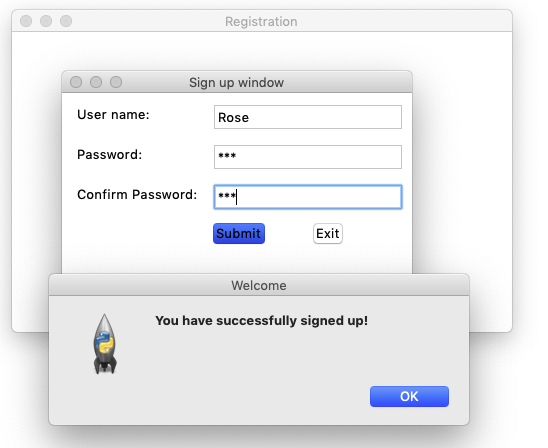 Registration
Sign up window
User name: Rose
Password: ***
Confirm Password: ***
Submit Exit
Welcome
You have successfully signed up!
OK